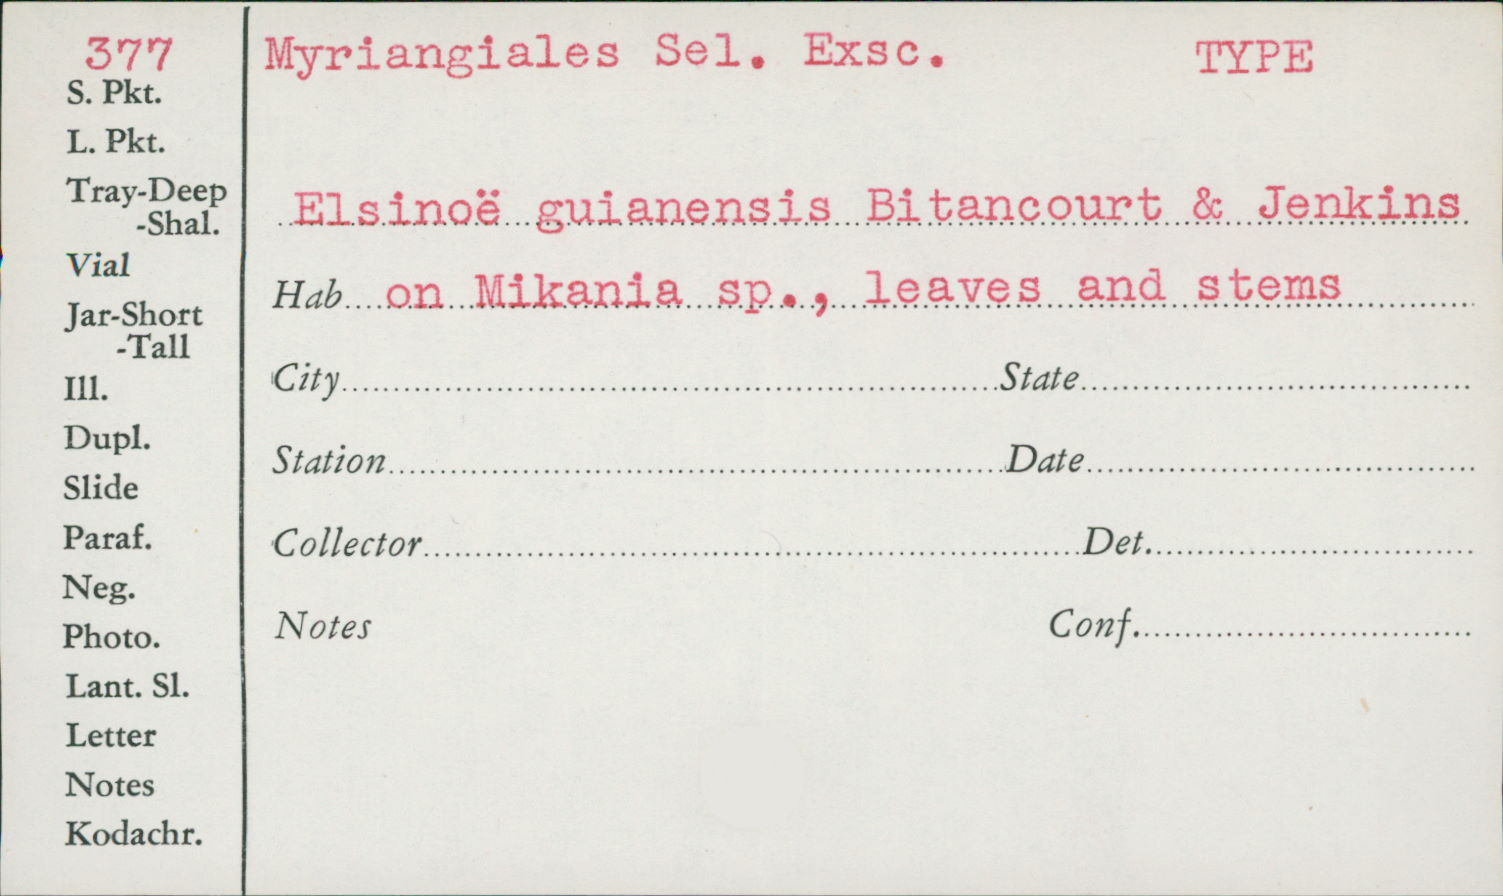 377
S. Pkt.
L. Pkt.
Tray-Deep
-Shal.
Vial
Jar-Short
-Tall
Ill.
Dupl.
Slide
Paraf.
Neg.
Photo.
Lant. Sl.
Letter
Notes
Kodachr.
Myriangiales Sel. Exsc. TYPE
Elsinoë guianensis Bitancourt & Jenkins
Hab on Mikania sp., leaves and stems
City State
Station Date
Collector Det.
Notes Conf.